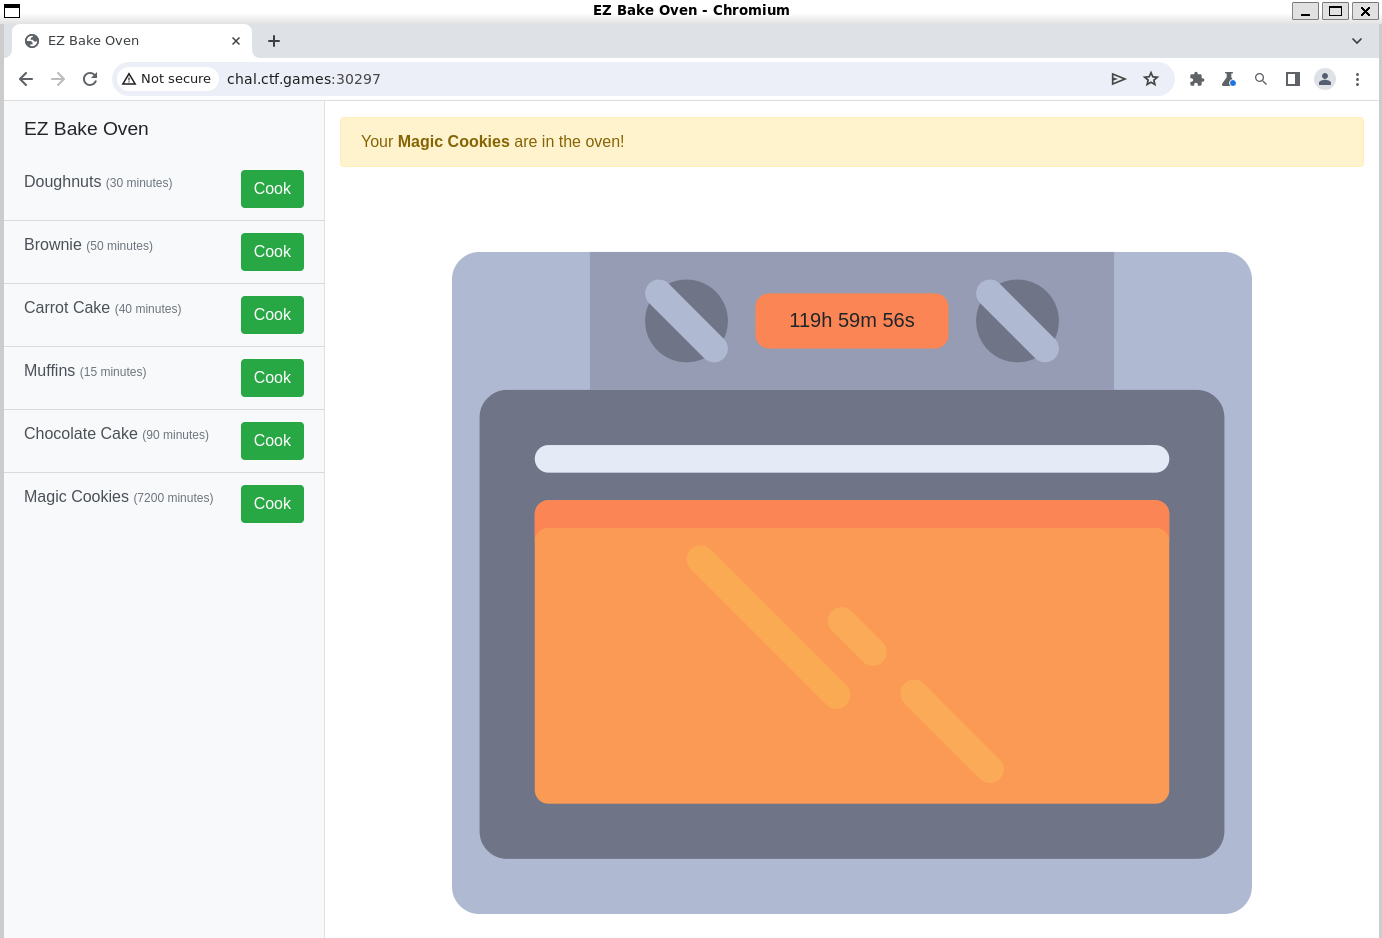 EZ Bake Oven - Chromium
EZ Bake Oven
Not secure
chal.ctf.games:30297
EZ Bake Oven
Doughnuts (30 minutes) Cook
Brownie (50 minutes) Cook
Carrot Cake (40 minutes) Cook
Muffins (15 minutes) Cook
Chocolate Cake (90 minutes) Cook
Magic Cookies (7200 minutes) Cook
Your Magic Cookies are in the oven!
119h 59m 56s